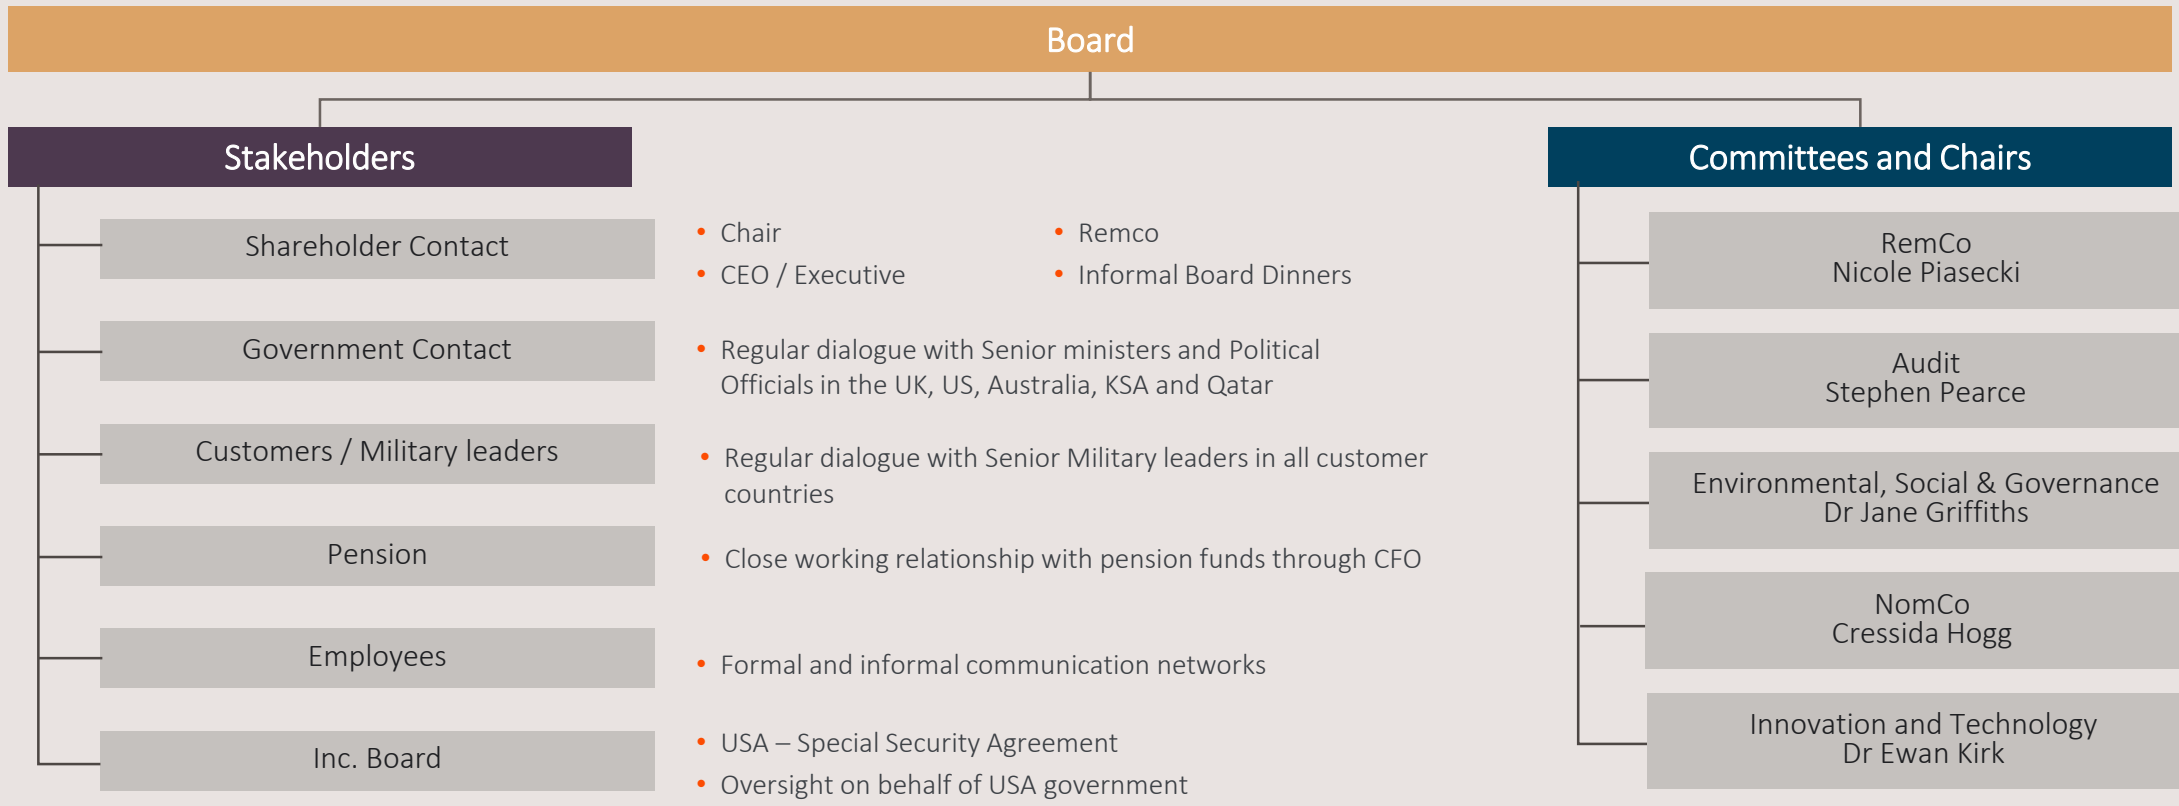 Board
Stakeholders
Shareholder Contact
• Chair
• CEO / Executive
• Remco
• Informal Board Dinners
Government Contact
• Regular dialogue with Senior ministers and Political
Officials in the UK, US, Australia, KSA and Qatar
Customers / Military leaders
• Regular dialogue with Senior Military leaders in all customer
countries
Pension
• Close working relationship with pension funds through CFO
Employees
• Formal and informal communication networks
Inc. Board
• USA – Special Security Agreement
• Oversight on behalf of USA government
Committees and Chairs
RemCo
Nicole Piasecki
Audit
Stephen Pearce
Environmental, Social & Governance
Dr Jane Griffiths
NomCo
Cressida Hogg
Innovation and Technology
Dr Ewan Kirk